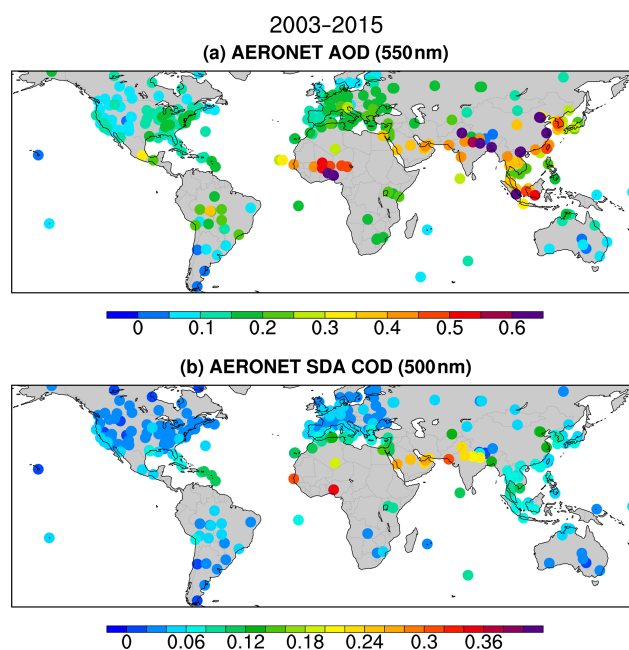 2003-2015
(a) AERONET AOD (550nm)
0 0.1 0.2 0.3 0.4 0.5 0.6
(b) AERONET SDA COD (500nm)
0 0.06 0.12 0.18 0.24 0.3 0.36